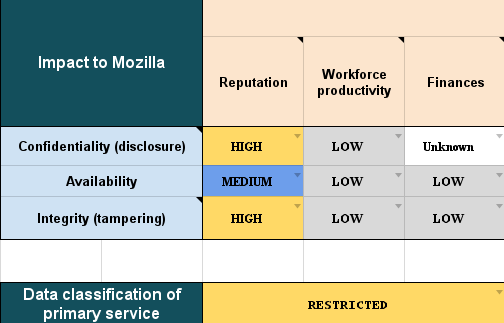 Impact to Mozilla
Reputation
Workforce
productivity
Finances
Confidentiality (disclosure)
HIGH
LOW
Unknown
Availability
MEDIUM
LOW
LOW
Integrity (tampering)
HIGH
LOW
LOW
Data classification of
primary service
RESTRICTED